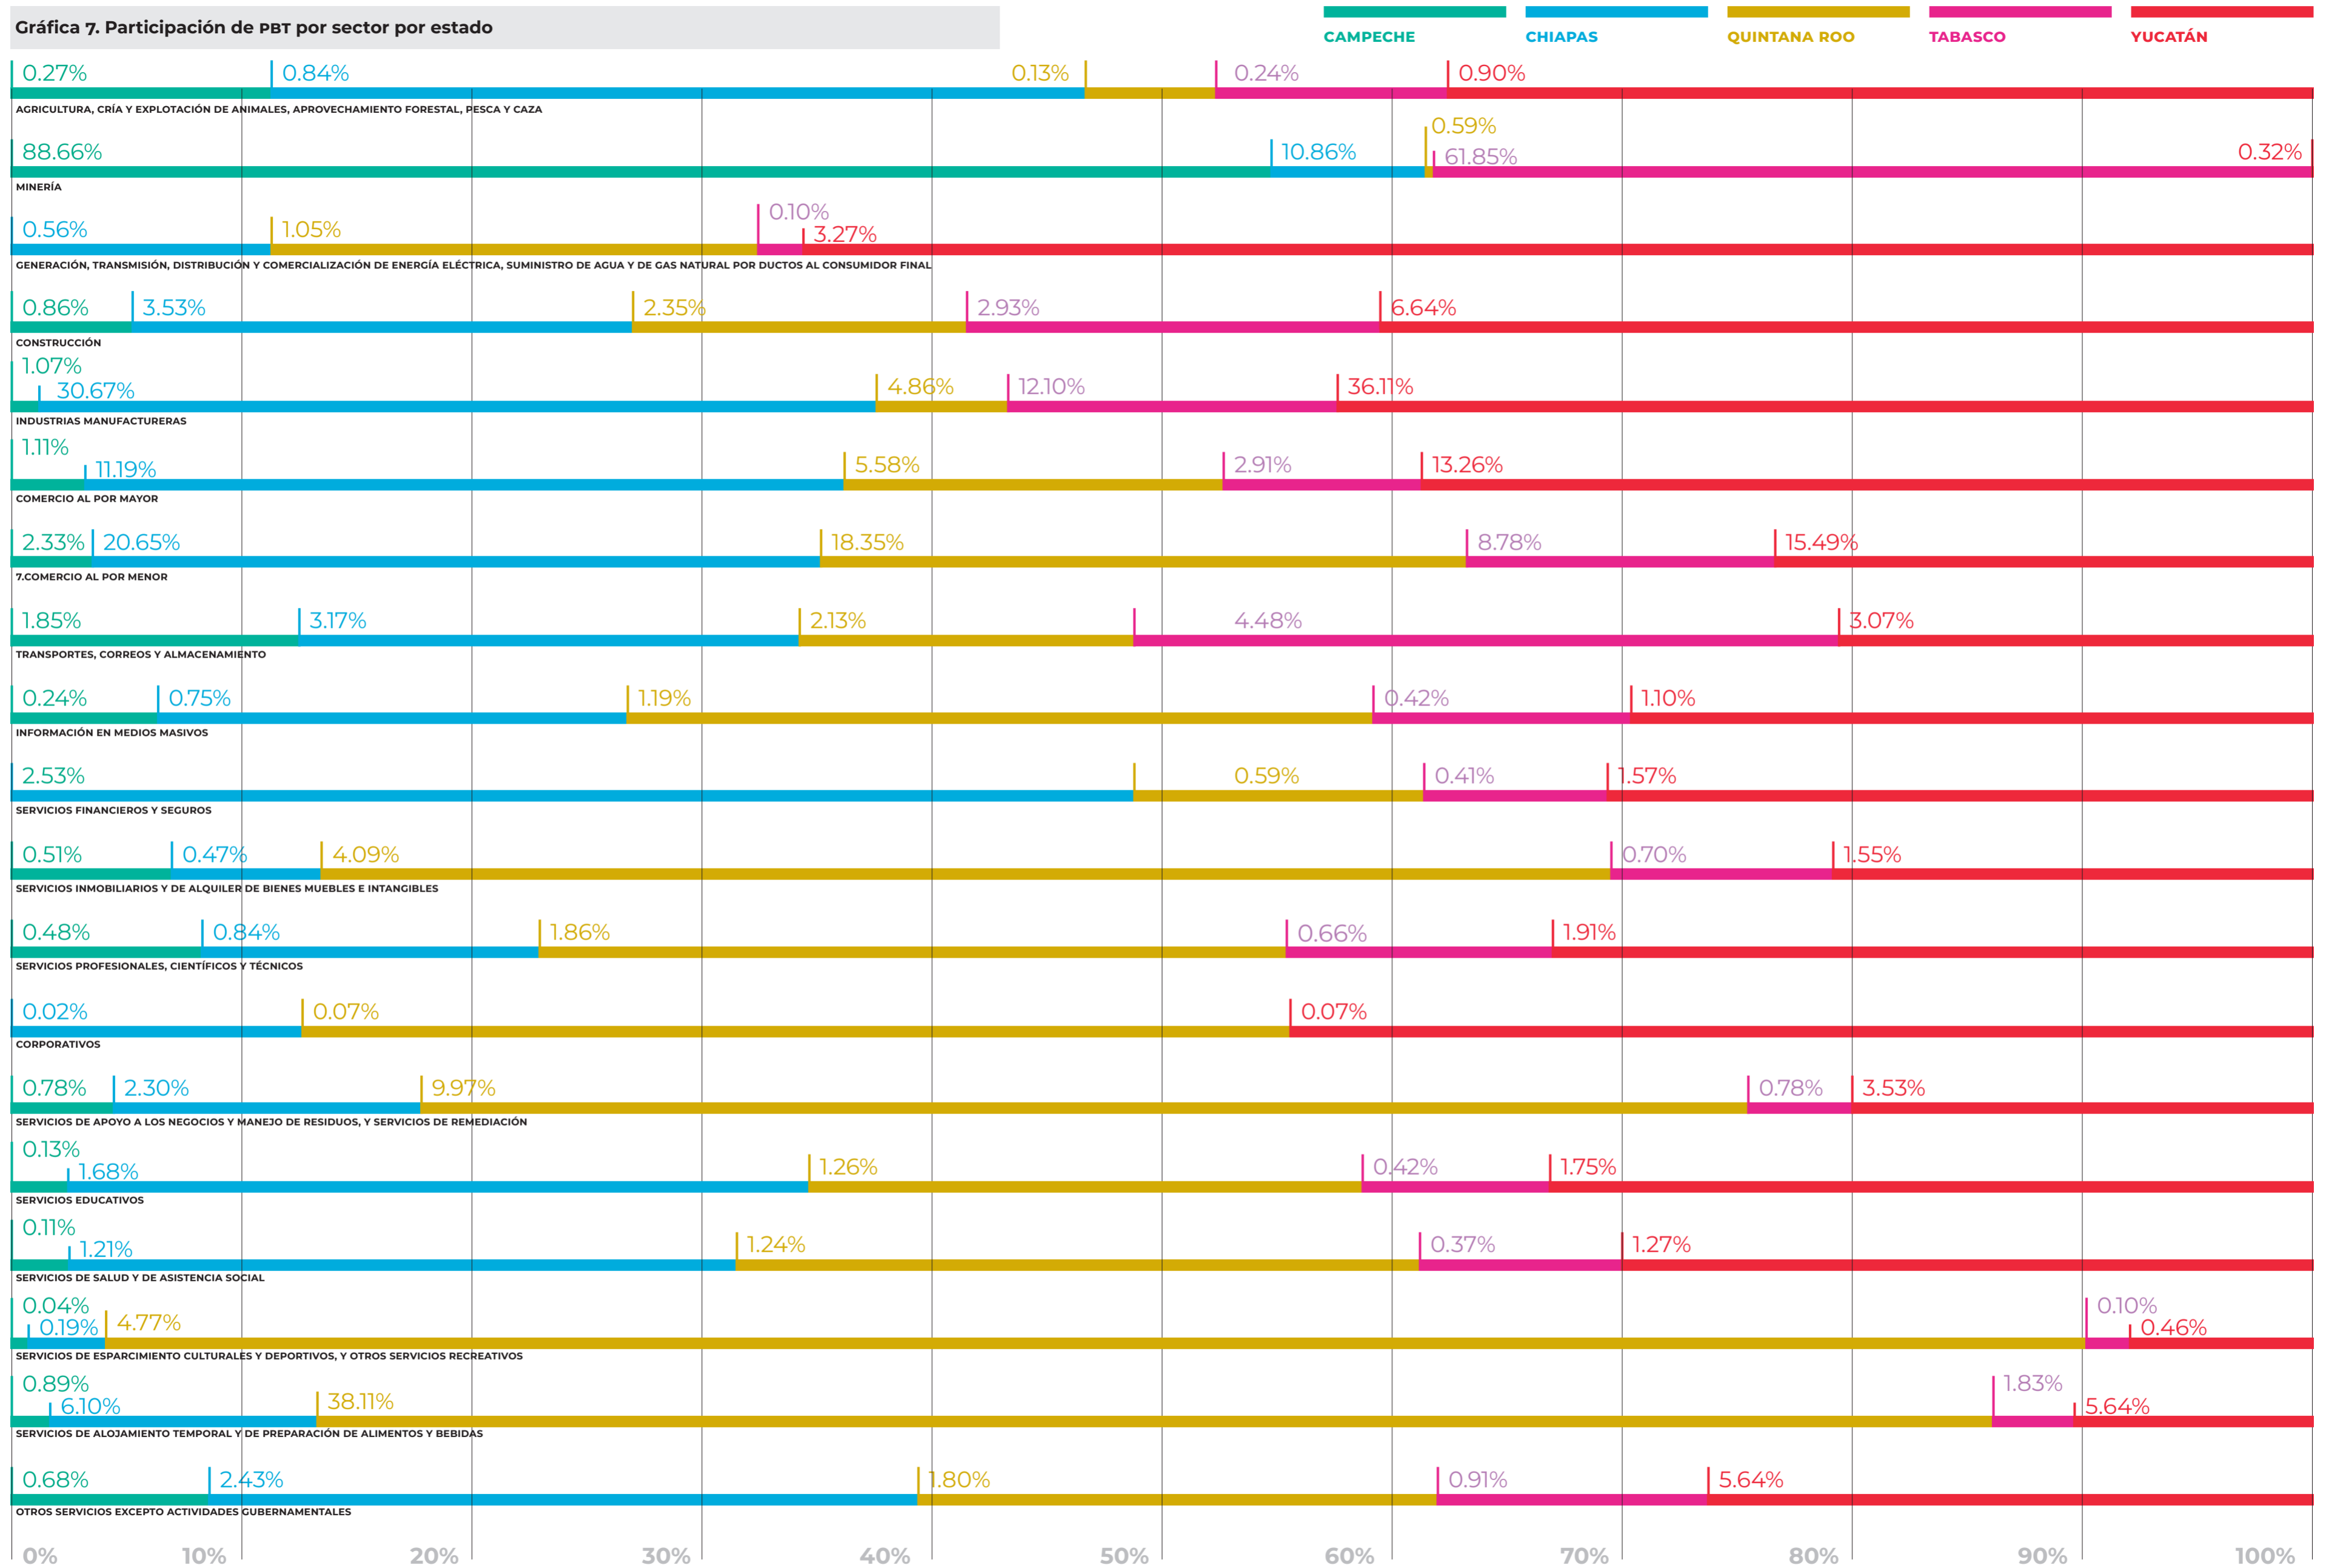 Gráfica 7. Participación de PBT por sector por estado
CAMPECHE CHIAPAS QUINTANA ROO TABASCO YUCATÁN
0.27% 0.84% 0.13% 0.24% 0.90%
AGRICULTURA, CRÍA Y EXPLOTACIÓN DE ANIMALES, APROVECHAMIENTO FORESTAL, PESCA Y CAZA
88.66% 10.86% 0.59% 61.85% 0.32%
MINERÍA
0.56% 1.05% 0.10% 3.27%
GENERACIÓN, TRANSMISIÓN, DISTRIBUCIÓN Y COMERCIALIZACIÓN DE ENERGÍA ELÉCTRICA, SUMINISTRO DE AGUA Y DE GAS NATURAL POR DUCTOS AL CONSUMIDOR FINAL
0.86% 3.53% 2.35% 2.93% 6.64%
CONSTRUCCIÓN
1.07% 30.67% 4.86% 12.10% 36.11%
INDUSTRIAS MANUFACTURERAS
1.11% 11.19% 5.58% 2.91% 13.26%
COMERCIO AL POR MAYOR
2.33% 20.65% 18.35% 8.78% 15.49%
7.COMERCIO AL POR MENOR
1.85% 3.17% 2.13% 4.48% 3.07%
TRANSPORTES, CORREOS Y ALMACENAMIENTO
0.24% 0.75% 1.19% 0.42% 1.10%
INFORMACIÓN EN MEDIOS MASIVOS
2.53% 0.59% 0.41% 1.57%
SERVICIOS FINANCIEROS Y SEGUROS
0.51% 0.47% 4.09% 0.70% 1.55%
SERVICIOS INMOBILIARIOS Y DE ALQUILER DE BIENES MUEBLES E INTANGIBLES
0.48% 0.84% 1.86% 0.66% 1.91%
SERVICIOS PROFESIONALES, CIENTÍFICOS Y TÉCNICOS
0.02% 0.07% 0.07%
CORPORATIVOS
0.78% 2.30% 9.97% 0.78% 3.53%
SERVICIOS DE APOYO A LOS NEGOCIOS Y MANEJO DE RESIDUOS, Y SERVICIOS DE REMEDIACIÓN
0.13% 1.68% 1.26% 0.42% 1.75%
SERVICIOS EDUCATIVOS
0.11% 1.21% 1.24% 0.37% 1.27%
SERVICIOS DE SALUD Y DE ASISTENCIA SOCIAL
0.04% 0.19% 4.77% 0.10% 0.46%
SERVICIOS DE ESPARCIMIENTO CULTURALES Y DEPORTIVOS, Y OTROS SERVICIOS RECREATIVOS
0.89% 6.10% 38.11% 1.83% 5.64%
SERVICIOS DE ALOJAMIENTO TEMPORAL Y DE PREPARACIÓN DE ALIMENTOS Y BEBIDAS
0.68% 2.43% 1.80% 0.91% 5.64%
OTROS SERVICIOS EXCEPTO ACTIVIDADES GUBERNAMENTALES
0% 10% 20% 30% 40% 50% 60% 70% 80% 90% 100%